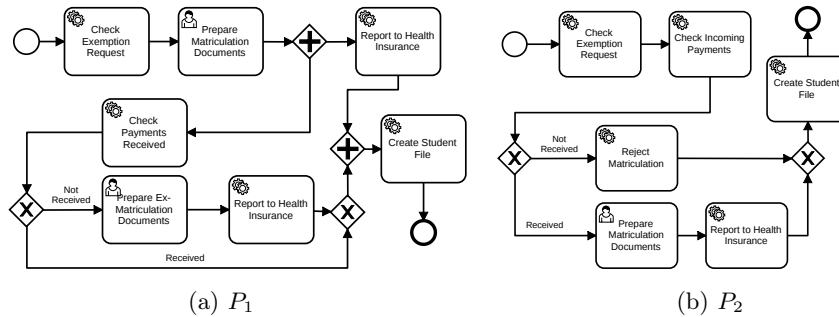 Check
Exemption
Request
Prepare
Matriculation
Documents
Report to Health
Insurance
Check
Payments
Received
Create Student
File
Not
Received
Prepare Ex-
Matriculation
Documents
Report to Health
Insurance
Received
(a) P1
Check
Exemption
Request
Check Incoming
Payments
Create Student
File
Not
Received
Reject
Matriculation
Received
Prepare
Matriculation
Documents
Report to Health
Insurance
(b) P2